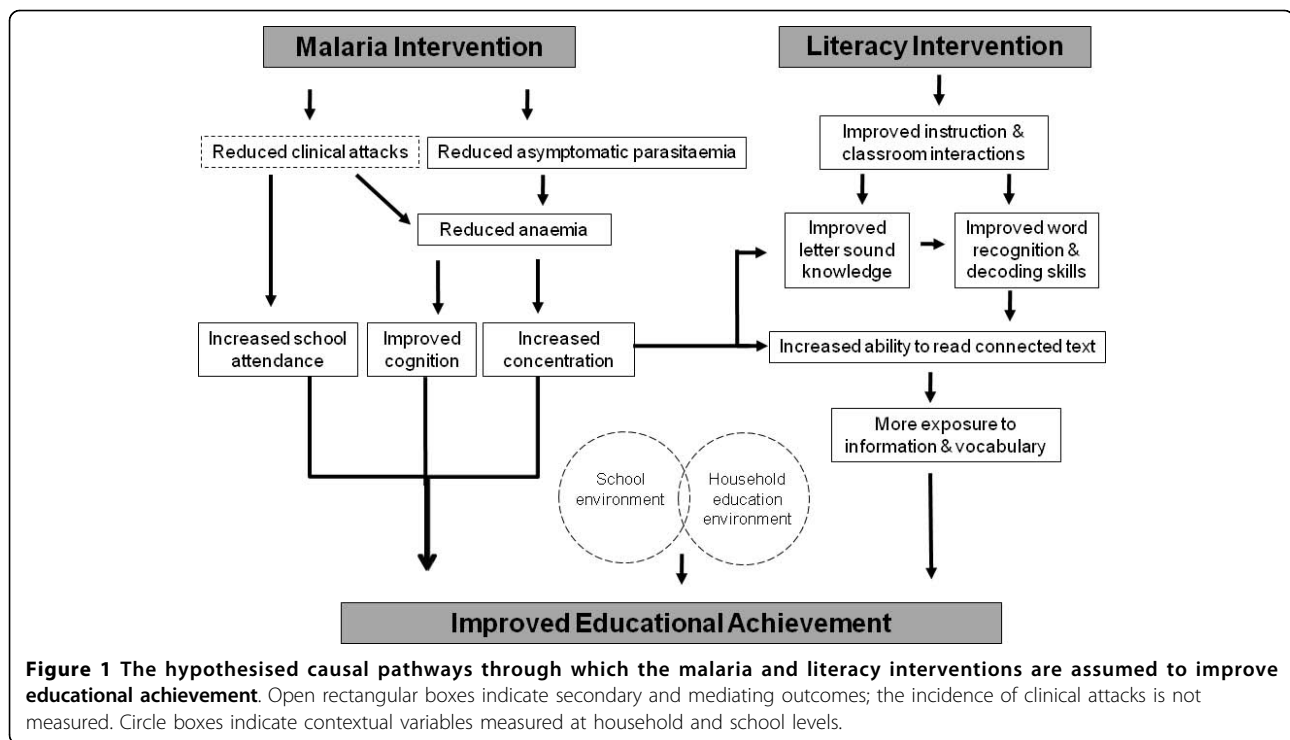 Malaria Intervention
Literacy Intervention
Reduced clinical attacks
Reduced asymptomatic parasitaemia
Improved instruction &
classroom interactions
Reduced anaemia
Improved
letter sound
knowledge
Improved word
recognition &
decoding skills
Increased school
attendance
Improved
cognition
Increased
concentration
Increased ability to read connected text
More exposure to
information & vocabulary
School
environment
Household
education
environment
Improved Educational Achievement
Figure 1 The hypothesised causal pathways through which the malaria and literacy interventions are assumed to improve
educational achievement. Open rectangular boxes indicate secondary and mediating outcomes; the incidence of clinical attacks is not
measured. Circle boxes indicate contextual variables measured at household and school levels.